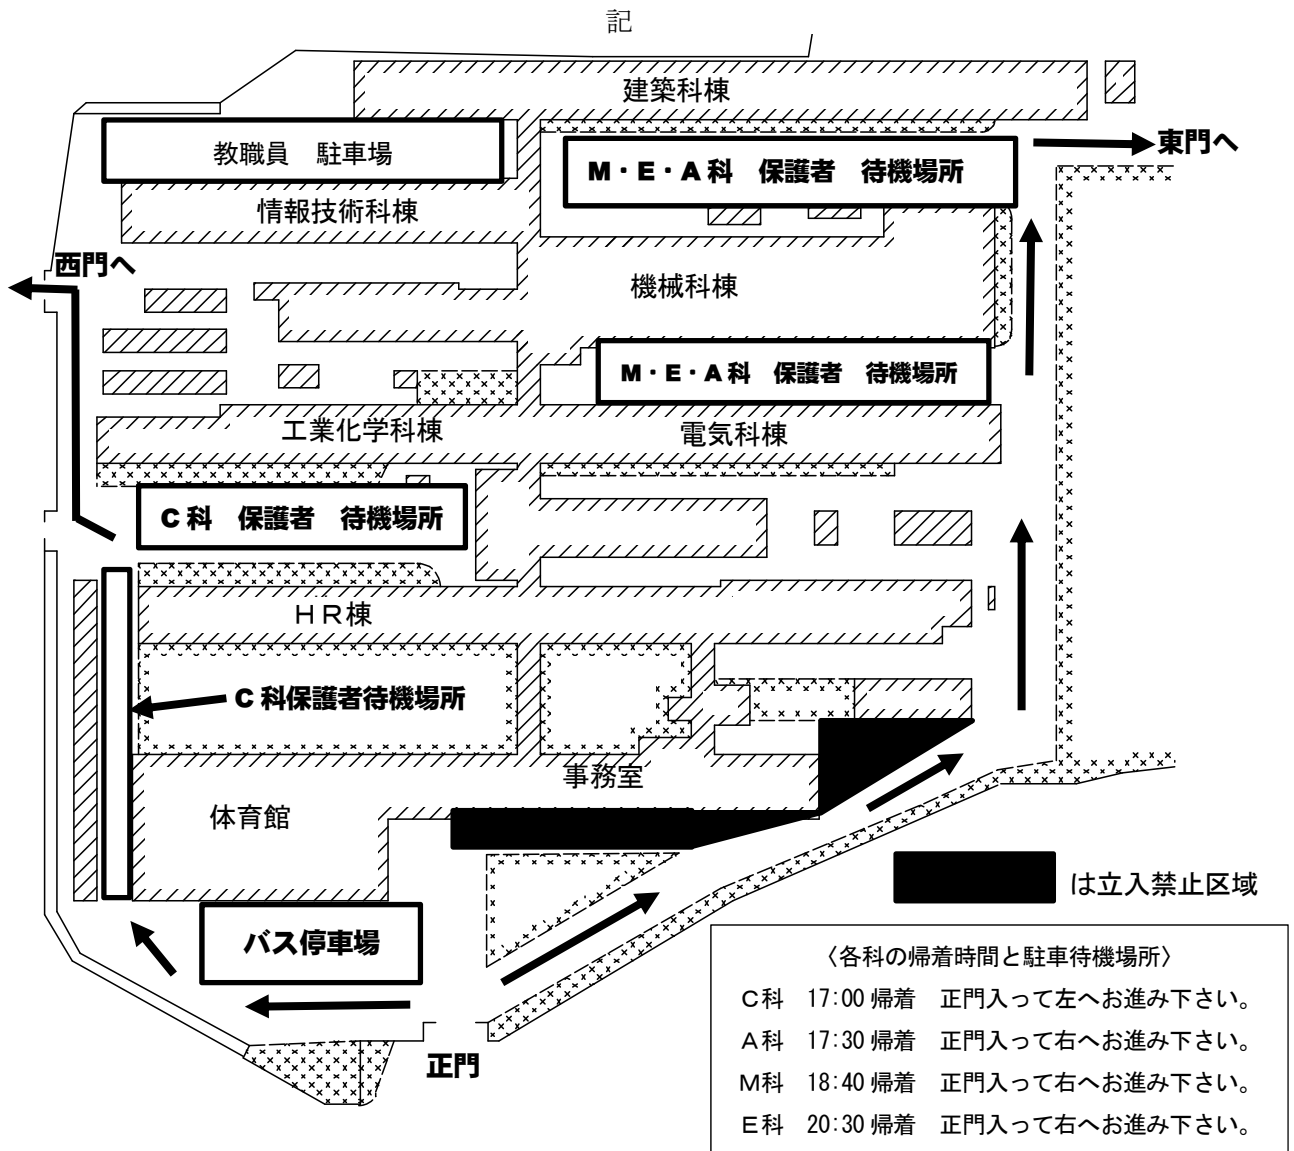 記
建築科棟
教職員　駐車場
M・E・A科　保護者　待機場所
東門へ
情報技術科棟
西門へ
機械科棟
M・E・A科　保護者　待機場所
工業化学科棟
電気科棟
C科　保護者　待機場所
ＨＲ棟
C科保護者待機場所
事務室
体育館
は立入禁止区域
バス停車場
正門
〈各科の帰着時間と駐車待機場所〉
Ｃ科　17:00 帰着　正門入って左へお進み下さい。
Ａ科　17:30 帰着　正門入って右へお進み下さい。
Ｍ科　18:40 帰着　正門入って右へお進み下さい。
Ｅ科　20:30 帰着　正門入って右へお進み下さい。